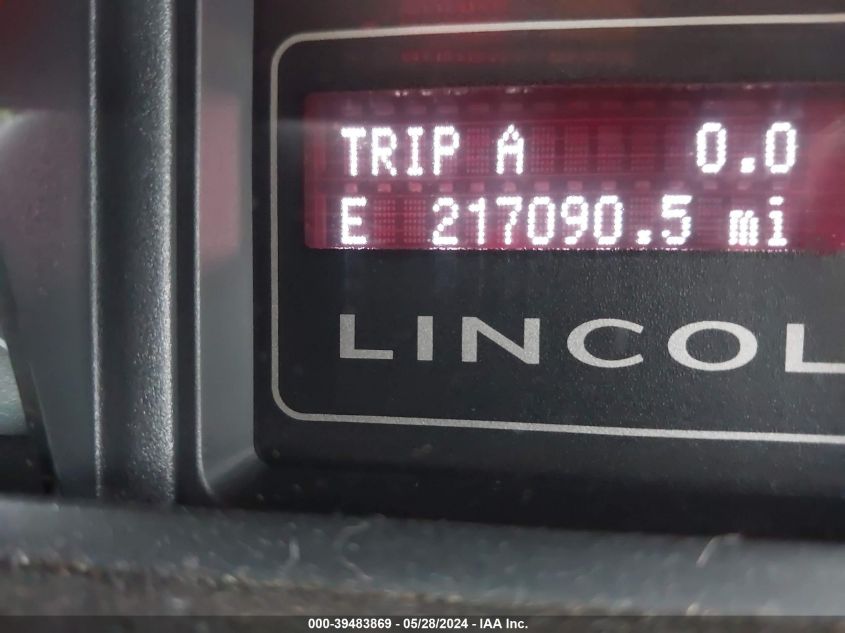 TRIP A 0.0
E 217090.5 mi
LINCOL
000-39483869 / 05/28/2024 - IAA Inc.